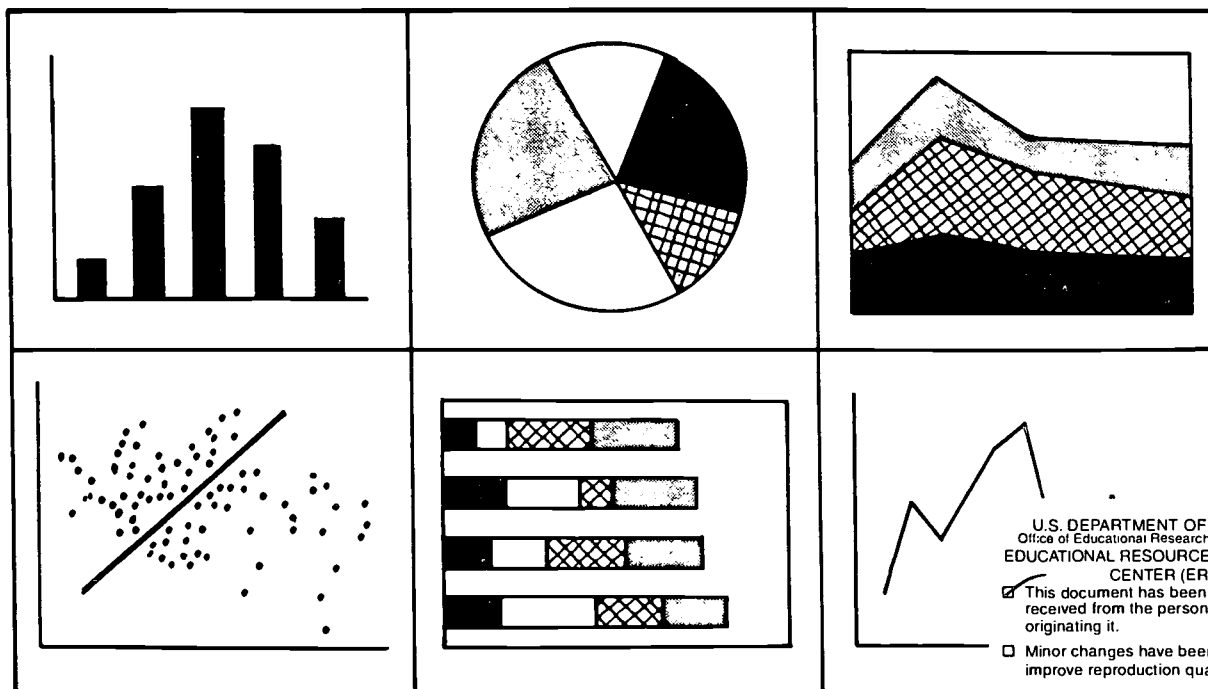 U.S. DEPARTMENT OF
Office of Educational Research
EDUCATIONAL RESOURCE
CENTER (ER
This document has been
received from the person
originating it.
Minor changes have been
improve reproduction qua